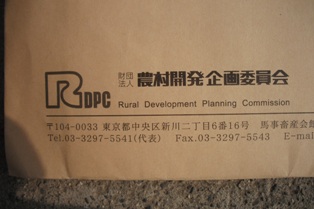 RDPC
財団法人 農村開発企画委員会
Rural Development Planning Commission
〒104-0033 東京都中央区新川二丁目6番16号 馬事畜産会館
Tel.03-3297-5541(代表) Fax.03-3297-5543 E-mai